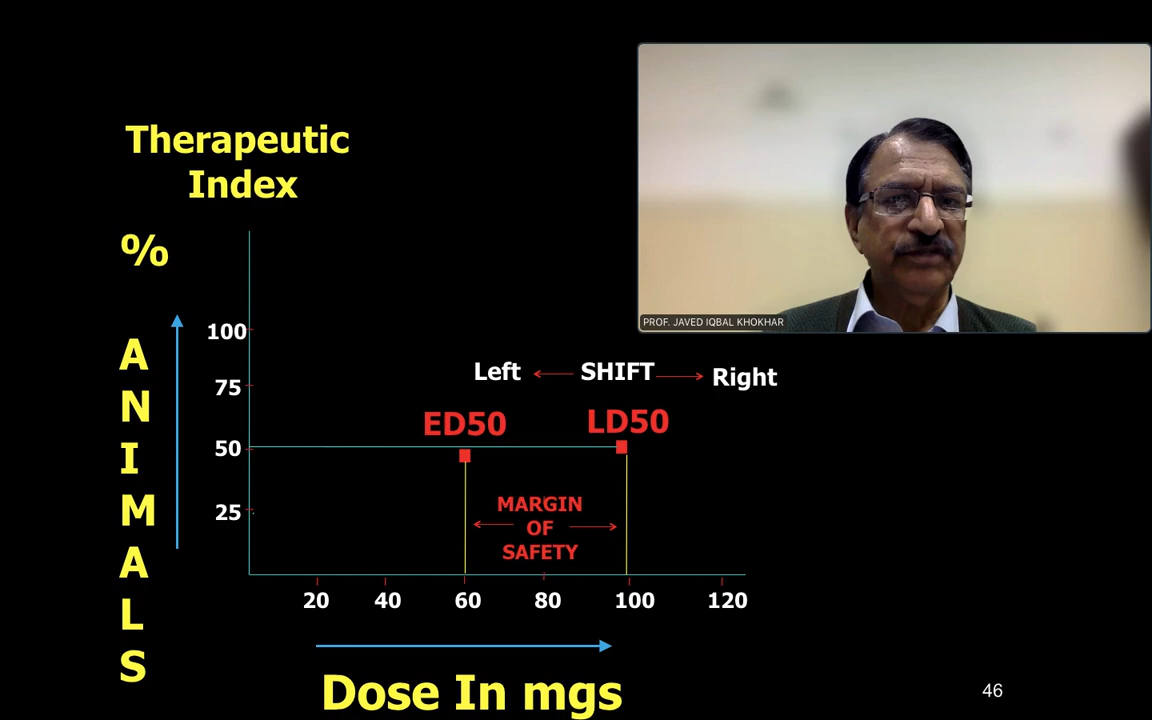 Therapeutic
Index
%
ANIMALS
100
75
50
25
Left SHIFT Right
ED50 LD50
MARGIN
OF
SAFETY
20 40 60 80 100 120
Dose In mgs
46
PROF. JAVED IQBAL KHOKHAR